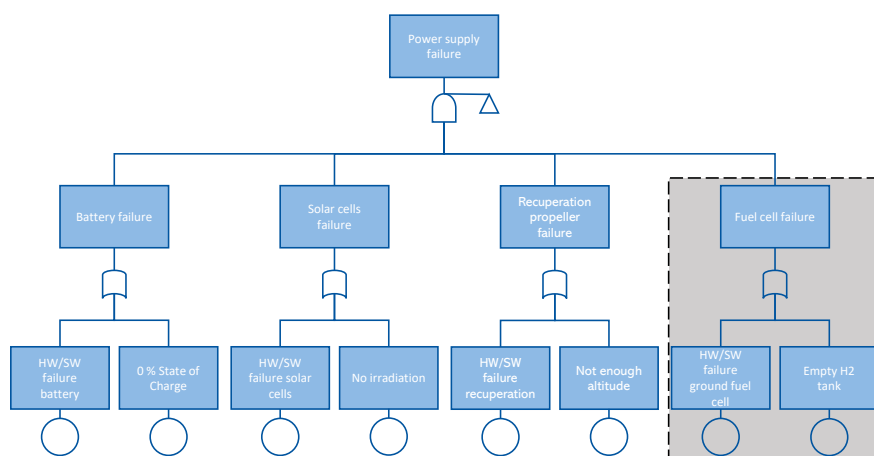 Power supply
failure
Battery failure
Solar cells
failure
Recuperation
propeller
failure
Fuel cell failure
HW/SW
failure
battery
0 % State of
Charge
HW/SW
failure solar
cells
No irradiation
HW/SW
failure
recuperation
Not enough
altitude
HW/SW
failure
ground fuel
cell
Empty H2
tank